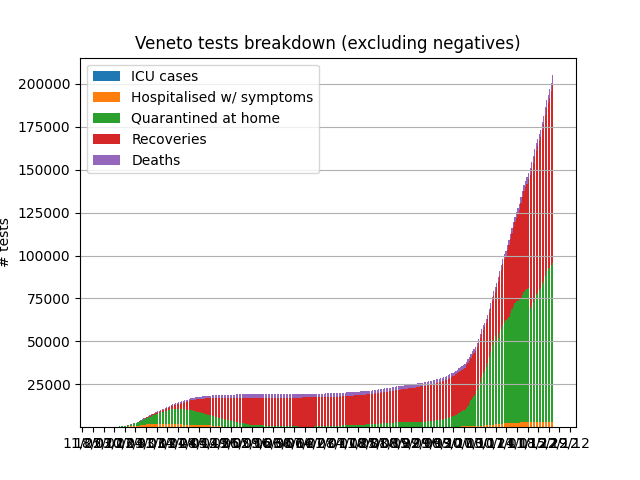 Veneto tests breakdown (excluding negatives)
ICU cases
Hospitalised w/ symptoms
Quarantined at home
Recoveries
Deaths
200000
175000
150000
125000
100000
75000
50000
25000
# tests